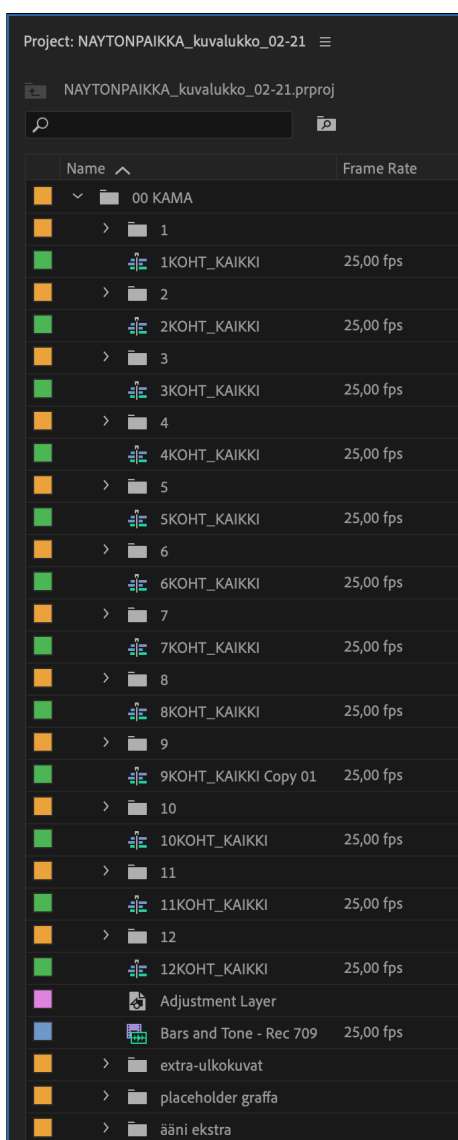 Project: NAYTONPAIKKA_kuvalukko_02-21
NAYTONPAIKKA_kuvalukko_02-21.prproj
Name Frame Rate
00 KAMA
1
1KOHT_KAIKKI 25,00 fps
2
2KOHT_KAIKKI 25,00 fps
3
3KOHT_KAIKKI 25,00 fps
4
4KOHT_KAIKKI 25,00 fps
5
5KOHT_KAIKKI 25,00 fps
6
6KOHT_KAIKKI 25,00 fps
7
7KOHT_KAIKKI 25,00 fps
8
8KOHT_KAIKKI 25,00 fps
9
9KOHT_KAIKKI Copy 01 25,00 fps
10
10KOHT_KAIKKI 25,00 fps
11
11KOHT_KAIKKI 25,00 fps
12
12KOHT_KAIKKI 25,00 fps
Adjustment Layer
Bars and Tone - Rec 709 25,00 fps
extra-ulkokuvat
placeholder graffa
ääni ekstra